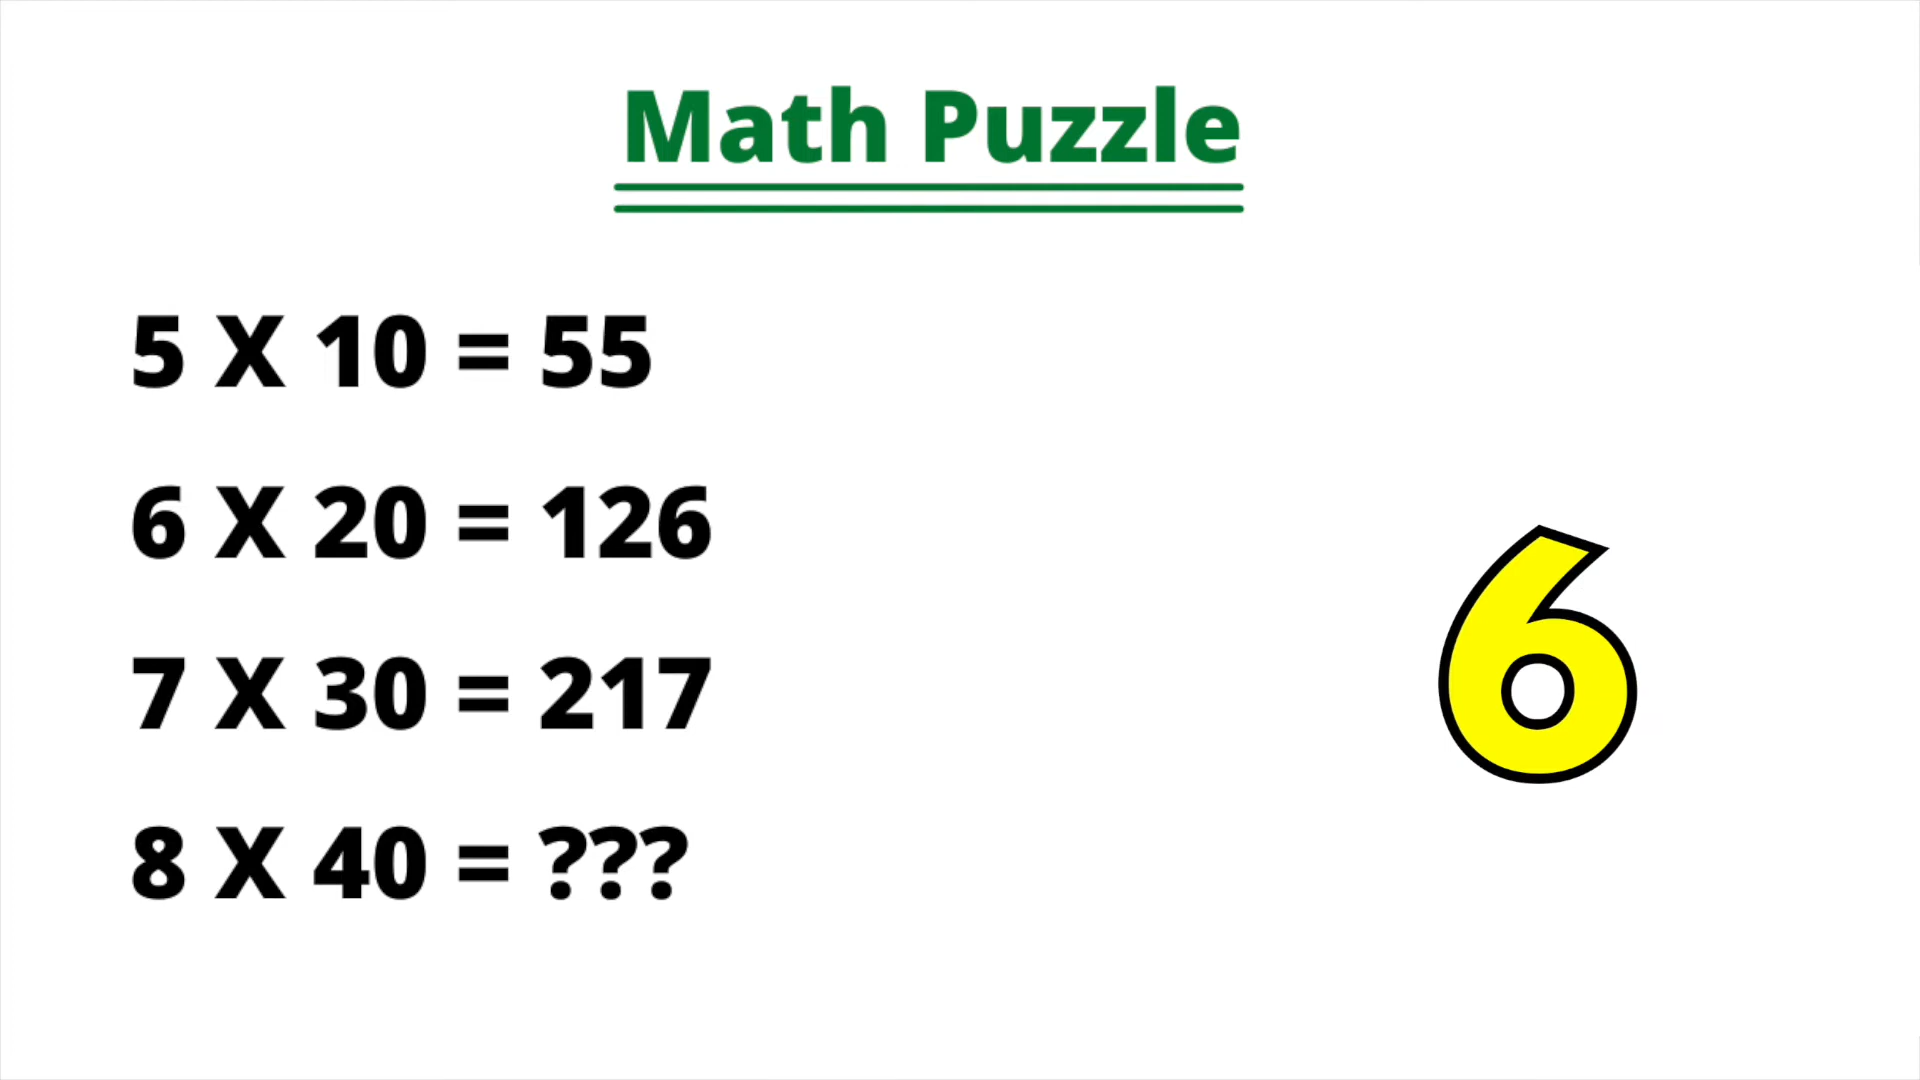 Math Puzzle
5 X 10 = 55
6 X 20 = 126
7 X 30 = 217
8 X 40 = ???
6